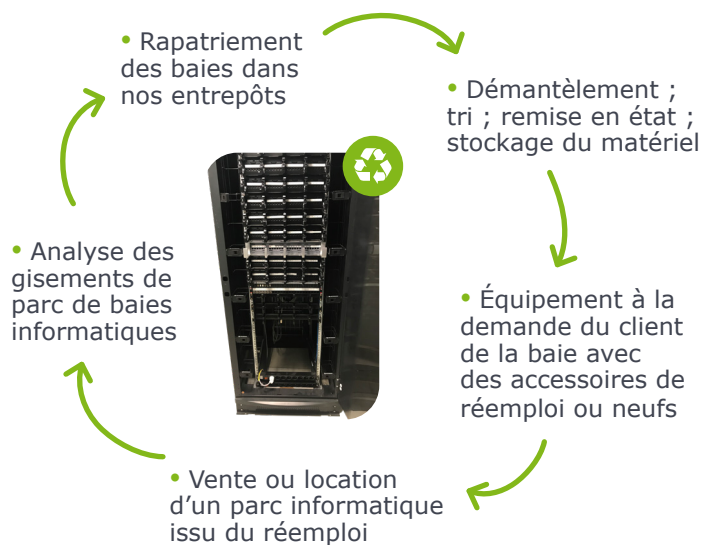 • Rapatriement
des baies dans
nos entrepôts
• Démantèlement ;
tri ; remise en état ;
stockage du matériel
• Équipement à la
demande du client
de la baie avec
des accessoires de
réemploi ou neufs
• Vente ou location
d’un parc informatique
issu du réemploi
• Analyse des
gisements de
parc de baies
informatiques